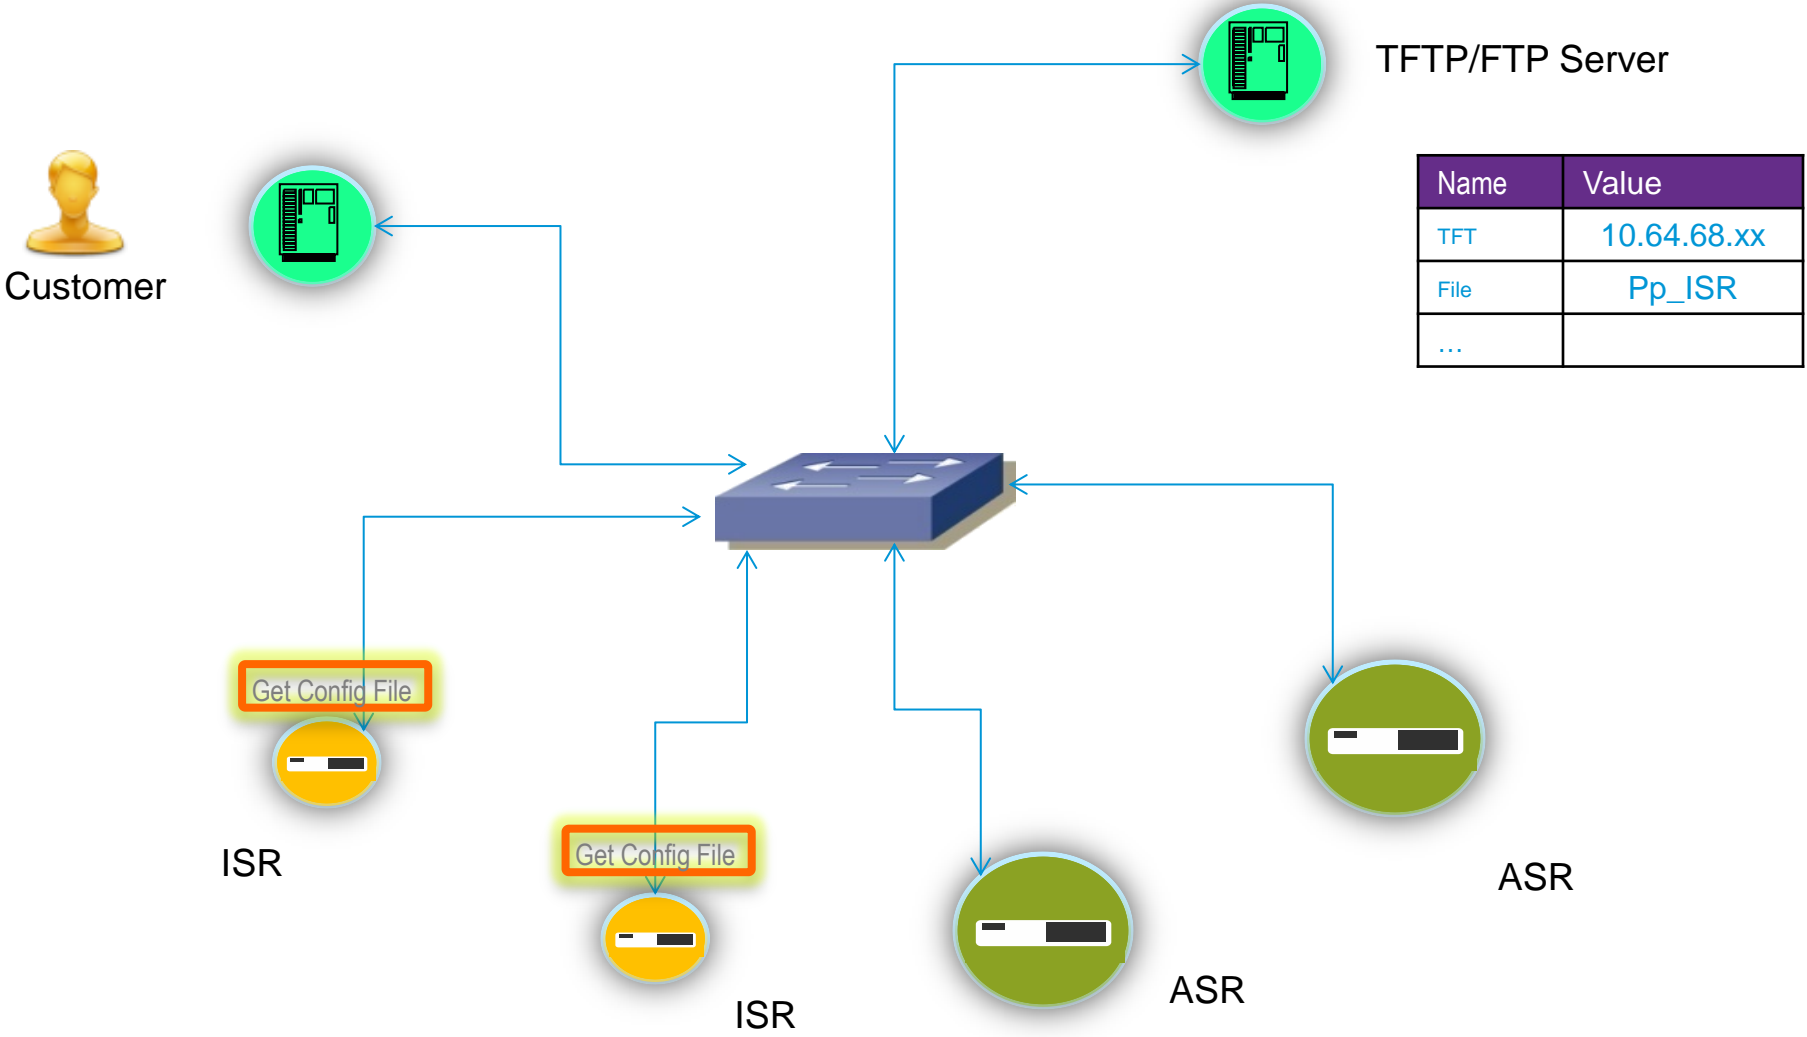 TFTP/FTP Server
Customer
Name Value
TFT 10.64.68.xx
File Pp_ISR
...
Get Config File
ISR
Get Config File
ISR
ASR
ASR